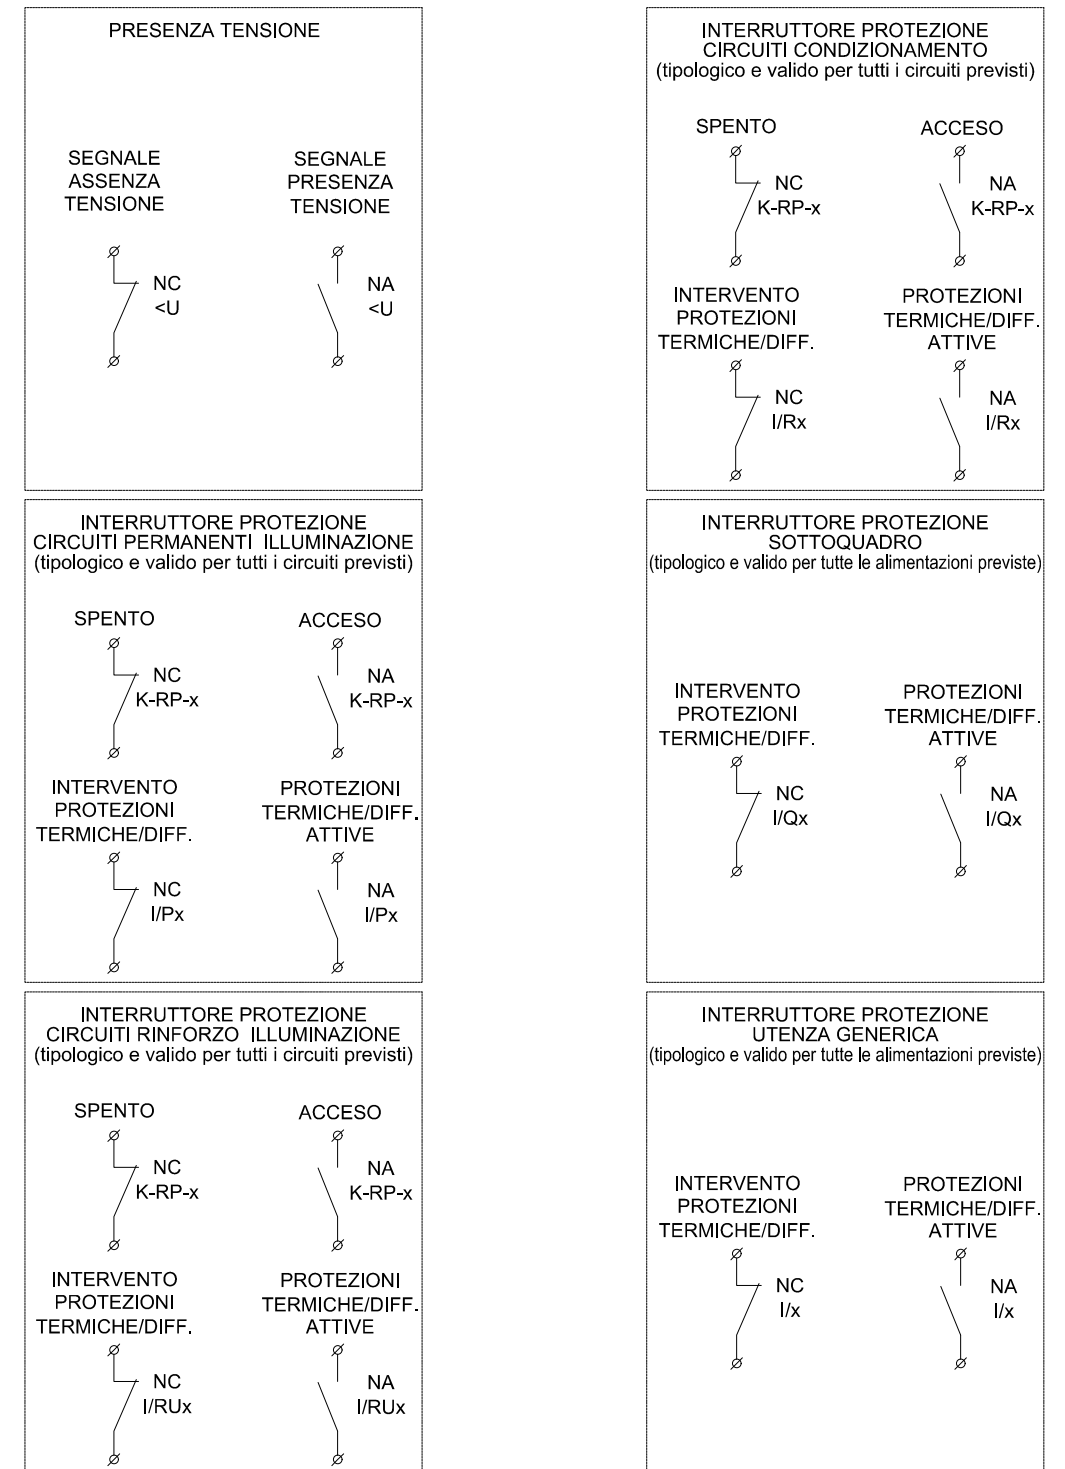 PRESENZA TENSIONE
SEGNALE
ASSENZA
TENSIONE
SEGNALE
PRESENZA
TENSIONE
NC
<U
NA
<U
INTERRUTTORE PROTEZIONE
CIRCUITI CONDIZIONAMENTO
(tipologico e valido per tutti i circuiti previsti)
SPENTO
ACCESO
NC
K-RP-x
NA
K-RP-x
INTERVENTO
PROTEZIONI
TERMICHE/DIFF.
PROTEZIONI
TERMICHE/DIFF.
ATTIVE
NC
I/Rx
NA
I/Rx
INTERRUTTORE PROTEZIONE
CIRCUITI PERMANENTI ILLUMINAZIONE
(tipologico e valido per tutti i circuiti previsti)
SPENTO
ACCESO
NC
K-RP-x
NA
K-RP-x
INTERVENTO
PROTEZIONI
TERMICHE/DIFF.
PROTEZIONI
TERMICHE/DIFF.
ATTIVE
NC
I/Px
NA
I/Px
INTERRUTTORE PROTEZIONE
SOTTOQUADRO
(tipologico e valido per tutte le alimentazioni previste)
INTERVENTO
PROTEZIONI
TERMICHE/DIFF.
PROTEZIONI
TERMICHE/DIFF.
ATTIVE
NC
I/Qx
NA
I/Qx
INTERRUTTORE PROTEZIONE
CIRCUITI RINFORZO ILLUMINAZIONE
(tipologico e valido per tutti i circuiti previsti)
SPENTO
ACCESO
NC
K-RP-x
NA
K-RP-x
INTERVENTO
PROTEZIONI
TERMICHE/DIFF.
PROTEZIONI
TERMICHE/DIFF.
ATTIVE
NC
I/RUx
NA
I/RUx
INTERRUTTORE PROTEZIONE
UTENZA GENERICA
(tipologico e valido per tutte le alimentazioni previste)
INTERVENTO
PROTEZIONI
TERMICHE/DIFF.
PROTEZIONI
TERMICHE/DIFF.
ATTIVE
NC
I/x
NA
I/x